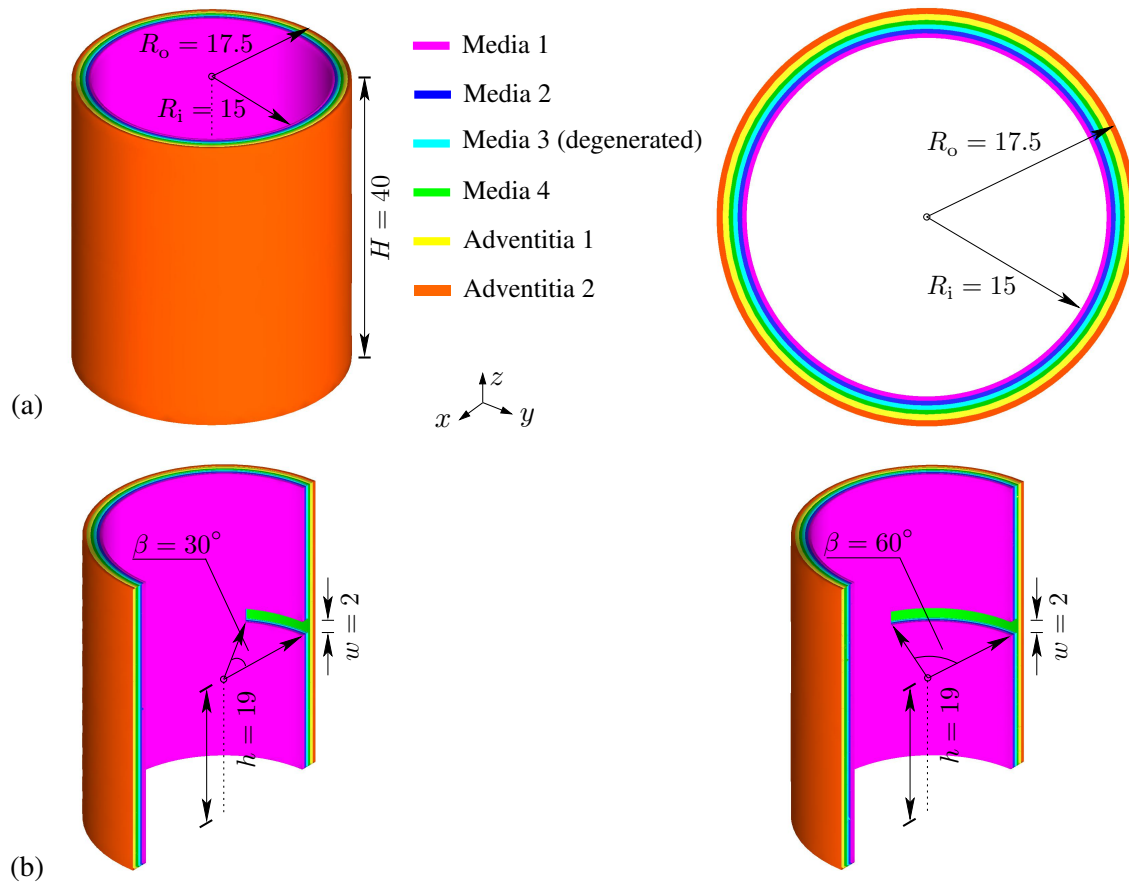 R_o = 17.5
R_i = 15
H = 40
Media 1
Media 2
Media 3 (degenerated)
Media 4
Adventitia 1
Adventitia 2
R_o = 17.5
R_i = 15
z
x
y
(a)
β = 30°
w = 2
h = 19
β = 60°
w = 2
h = 19
(b)